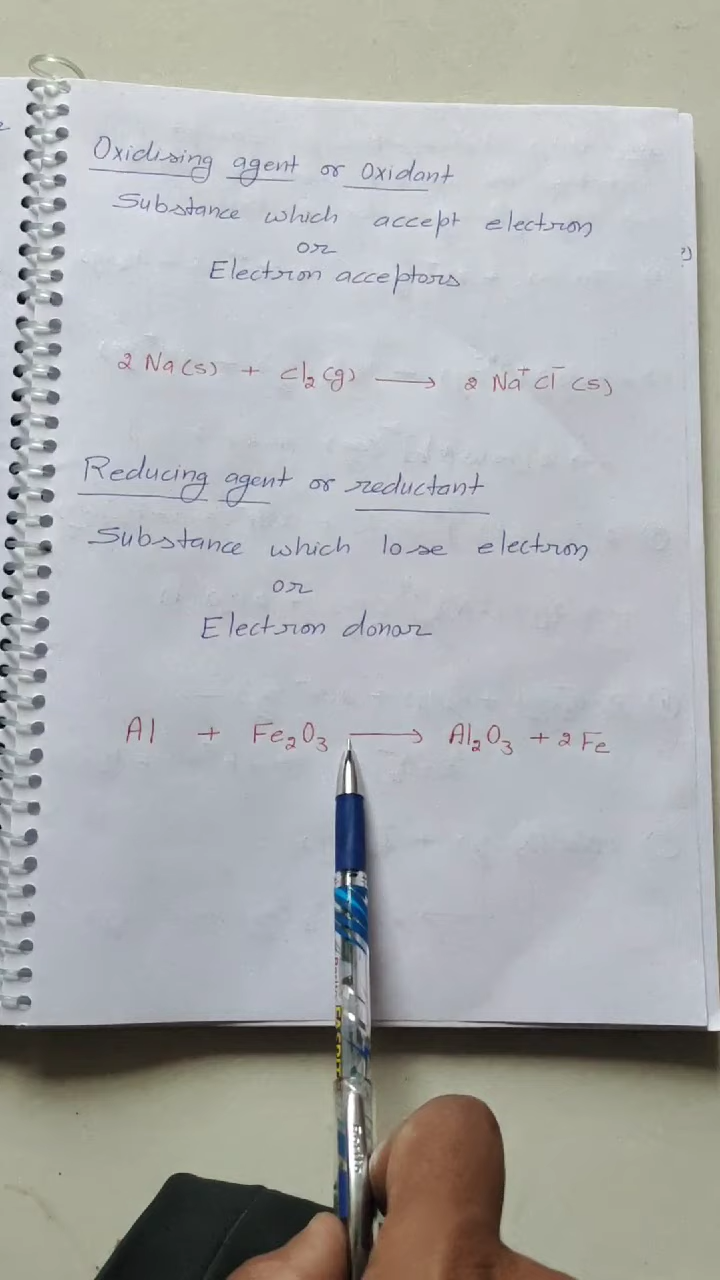 Oxidising agent or Oxidant
Substance which accept electron
or
Electron acceptors
2 Na(s) + Cl₂(g) ⟶ 2 Na⁺Cl⁻(s)
Reducing agent or reductant
Substance which lose electron
or
Electron donar
Al + Fe₂O₃ ⟶ Al₂O₃ + 2 Fe